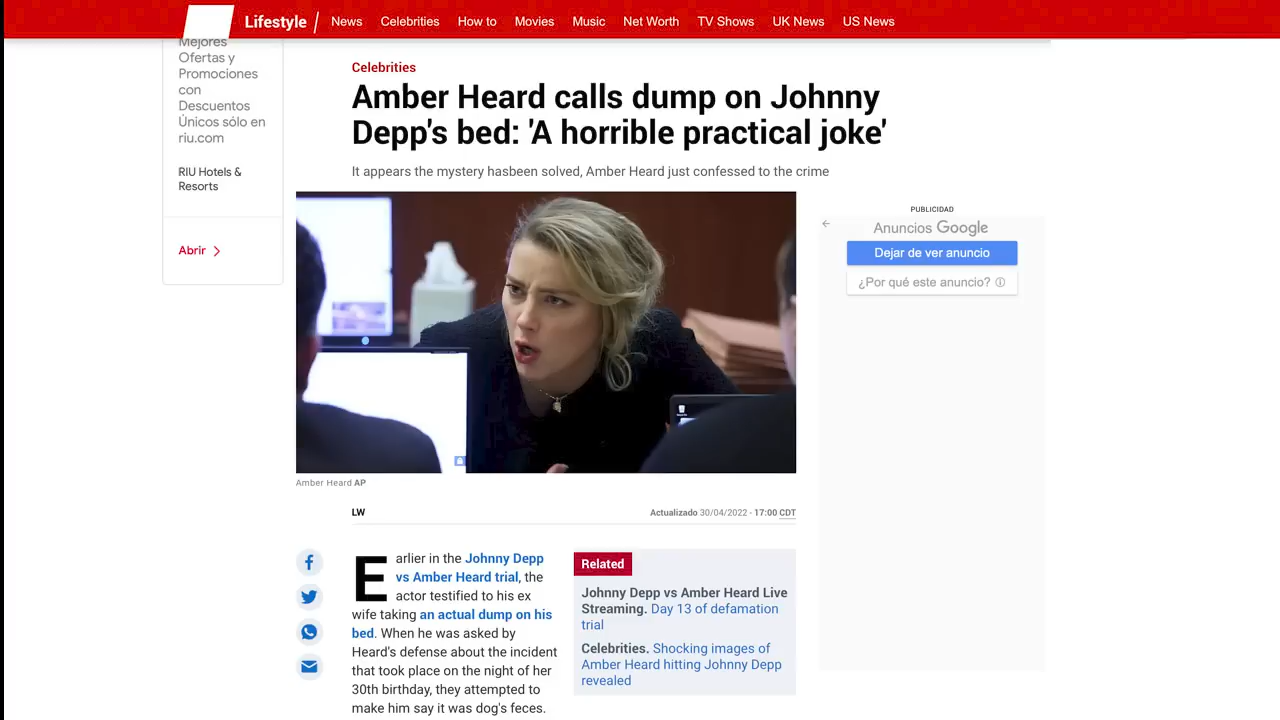 Lifestyle
News
Celebrities
How to
Movies
Music
Net Worth
TV Shows
UK News
US News
Mejores
Ofertas y
Promociones
con
Descuentos
Únicos sólo en
riu.com
RIU Hotels &
Resorts
Abrir
Celebrities
Amber Heard calls dump on Johnny
Depp's bed: 'A horrible practical joke'
It appears the mystery hasbeen solved, Amber Heard just confessed to the crime
Amber Heard AP
LW
Actualizado 30/04/2022 - 17:00 CDT
Earlier in the Johnny Depp
vs Amber Heard trial, the
actor testified to his ex
wife taking an actual dump on his
bed. When he was asked by
Heard's defense about the incident
that took place on the night of her
30th birthday, they attempted to
make him say it was dog's feces.
Related
Johnny Depp vs Amber Heard Live
Streaming. Day 13 of defamation
trial
Celebrities. Shocking images of
Amber Heard hitting Johnny Depp
revealed
PUBLICIDAD
Anuncios Google
Dejar de ver anuncio
¿Por qué este anuncio?